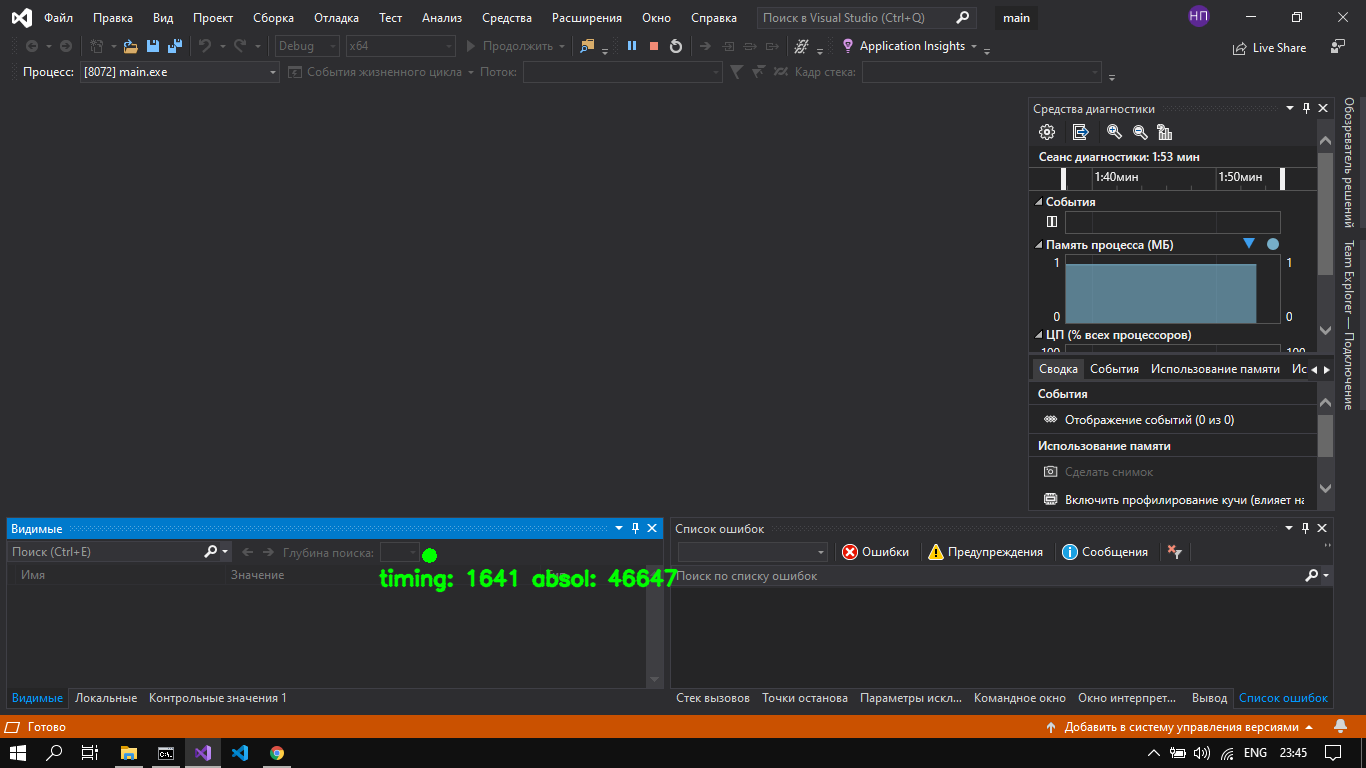 Файл Правка Вид Проект Сборка Отладка Тест Анализ Средства Расширения Окно Справка Поиск в Visual Studio (Ctrl+Q) main НП
Debug x64 Продолжить Application Insights Live Share
Процесс: [8072] main.exe События жизненного цикла Поток: Кадр стека:
Средства диагностики
Сеанс диагностики: 1:53 мин
1:40мин 1:50мин
События
Память процесса (МБ)
1 1
0 0
ЦП (% всех процессоров)
100 100
Сводка События Использование памяти Ис
События
Отображение событий (0 из 0)
Использование памяти
Сделать снимок
Включить профилирование кучи (влияет на
Обозреватель решений
Team Explorer — Подключение
Видимые
Поиск (Ctrl+E) Глубина поиска:
Имя Значение
timing: 1641 absol: 46647
Видимые Локальные Контрольные значения 1
Список ошибок
Ошибки Предупреждения Сообщения
Поиск по списку ошибок
Стек вызовов Точки останова Параметры искл... Командное окно Окно интерпрет... Вывод Список ошибок
Готово Добавить в систему управления версиями
ENG 23:45